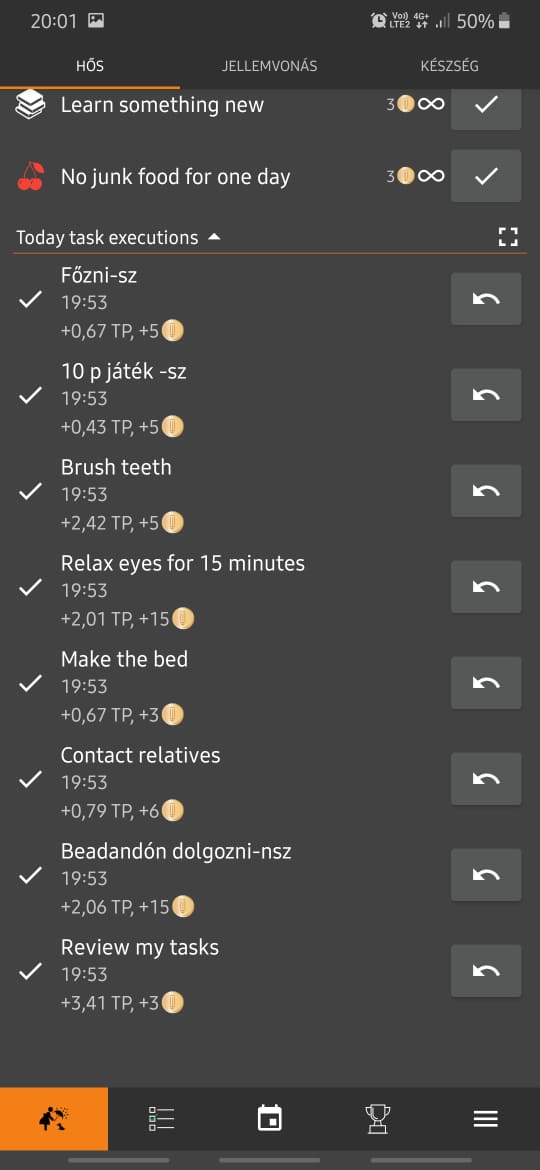 20:01 Vo)) LTE2 4G+ 50%
HŐS JELLEMVONÁS KÉSZSÉG
Learn something new 3
No junk food for one day 3
Today task executions
Főzni-sz
19:53
+0,67 TP, +5
10 p játék -sz
19:53
+0,43 TP, +5
Brush teeth
19:53
+2,42 TP, +5
Relax eyes for 15 minutes
19:53
+2,01 TP, +15
Make the bed
19:53
+0,67 TP, +3
Contact relatives
19:53
+0,79 TP, +6
Beadandón dolgozni-nsz
19:53
+2,06 TP, +15
Review my tasks
19:53
+3,41 TP, +3